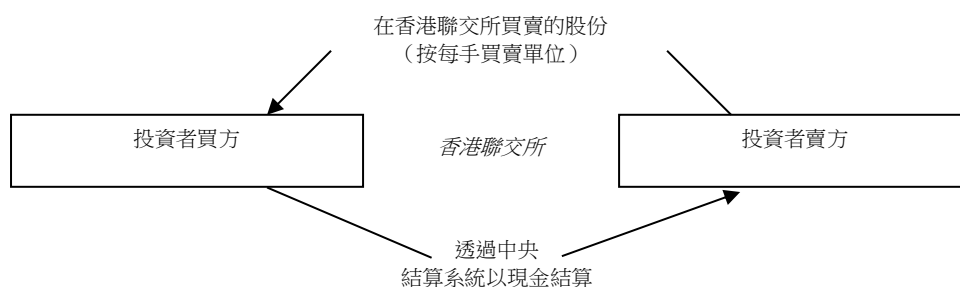 在香港聯交所買賣的股份
（按每手買賣單位）
投資者買方
香港聯交所
投資者賣方
透過中央
結算系統以現金結算